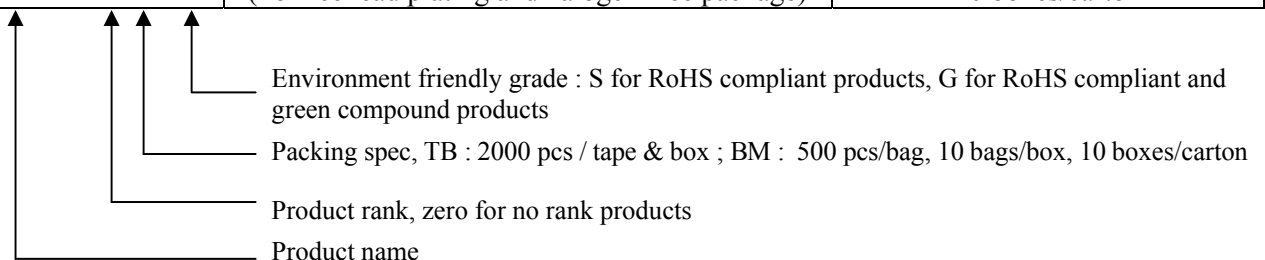 Environment friendly grade : S for RoHS compliant products, G for RoHS compliant and
green compound products
Packing spec, TB : 2000 pcs / tape & box ; BM : 500 pcs/bag, 10 bags/box, 10 boxes/carton
Product rank, zero for no rank products
Product name